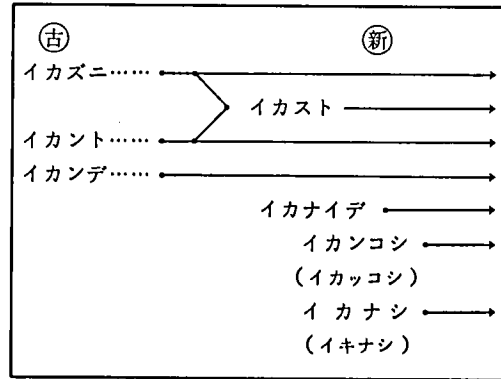 古 新
イカズニ……
イカスト
イカント……
イカンデ……
イカナイデ
イカンコシ
(イカッコシ)
イカナシ
(イキナシ)